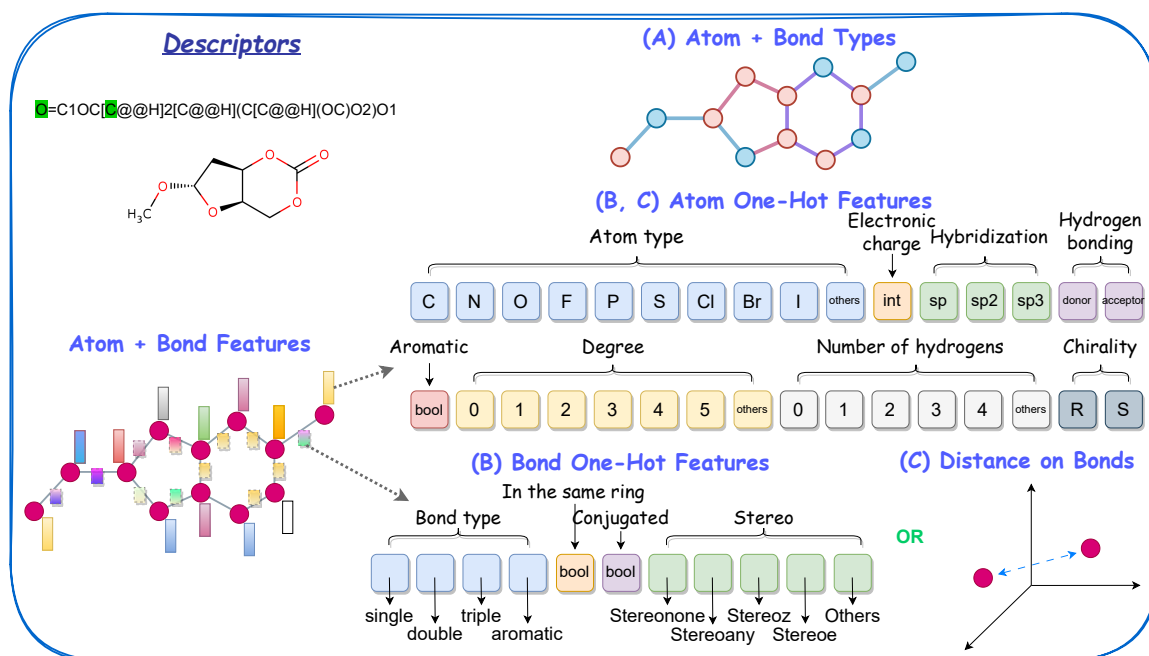 Descriptors
(A) Atom + Bond Types
O=C1OC[C@@H]2[C@@H](C[C@@H](OC)O2)O1
O
O
O
O
O
H3C
(B, C) Atom One-Hot Features
Atom type
Electronic charge
Hybridization
Hydrogen bonding
C N O F P S Cl Br I others int sp sp2 sp3 donor acceptor
Atom + Bond Features
Aromatic
Degree
Number of hydrogens
Chirality
bool 0 1 2 3 4 5 others 0 1 2 3 4 others R S
(B) Bond One-Hot Features
(C) Distance on Bonds
In the same ring
Bond type
Conjugated
Stereo
OR
bool bool
single
double
triple
aromatic
Stereonone
Stereoany
Stereoz
Stereoe
Others